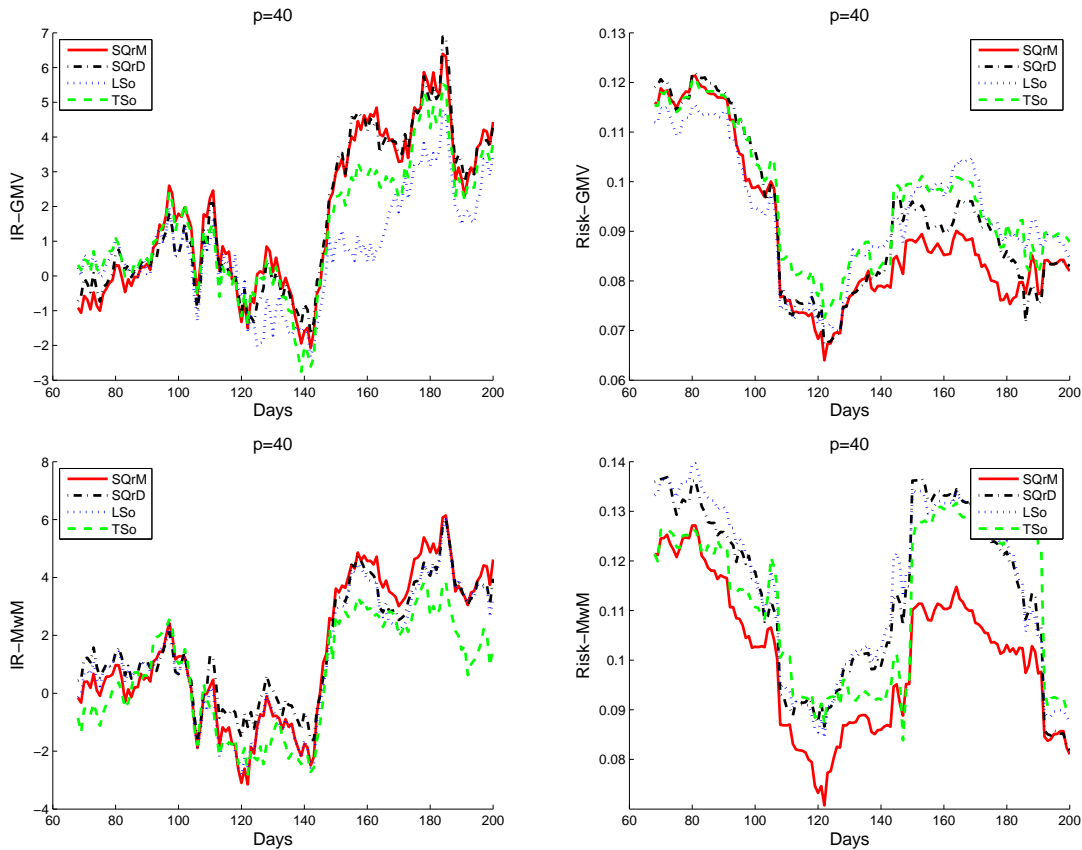 p=40
IR−GMV
7
6
5
4
3
2
1
0
−1
−2
−3
SQrM
SQrD
LSo
TSo
60 80 100 120 140 160 180 200
Days
p=40
Risk−GMV
0.13
0.12
0.11
0.1
0.09
0.08
0.07
0.06
SQrM
SQrD
LSo
TSo
60 80 100 120 140 160 180 200
Days
p=40
IR−MwM
8
6
4
2
0
−2
−4
SQrM
SQrD
LSo
TSo
60 80 100 120 140 160 180 200
Days
p=40
Risk−MwM
0.14
0.13
0.12
0.11
0.1
0.09
0.08
SQrM
SQrD
LSo
TSo
60 80 100 120 140 160 180 200
Days